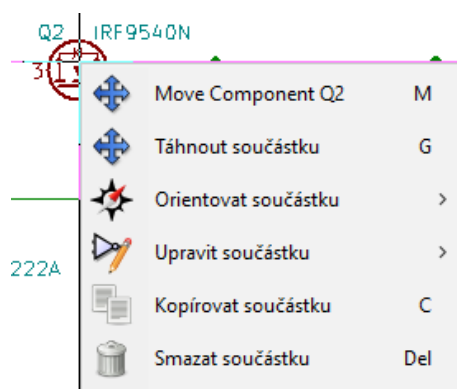 Q2 IRF9540N
3
Move Component Q2 M
Táhnout součástku G
Orientovat součástku >
Upravit součástku >
222A
Kopírovat součástku C
Smazat součástku Del